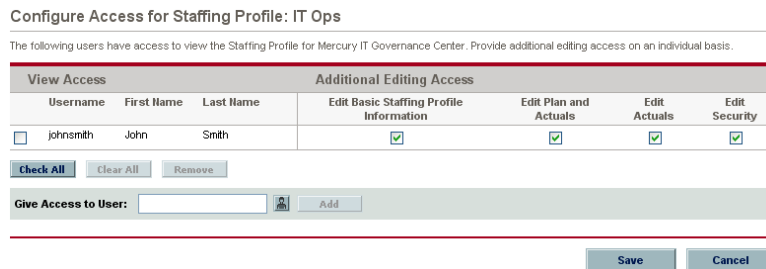 Configure Access for Staffing Profile: IT Ops
The following users have access to view the Staffing Profile for Mercury IT Governance Center. Provide additional editing access on an individual basis.
View Access Additional Editing Access
Username First Name Last Name Edit Basic Staffing Profile Information Edit Plan and Actuals Edit Actuals Edit Security
johnsmith John Smith
Check All Clear All Remove
Give Access to User: Add
Save Cancel